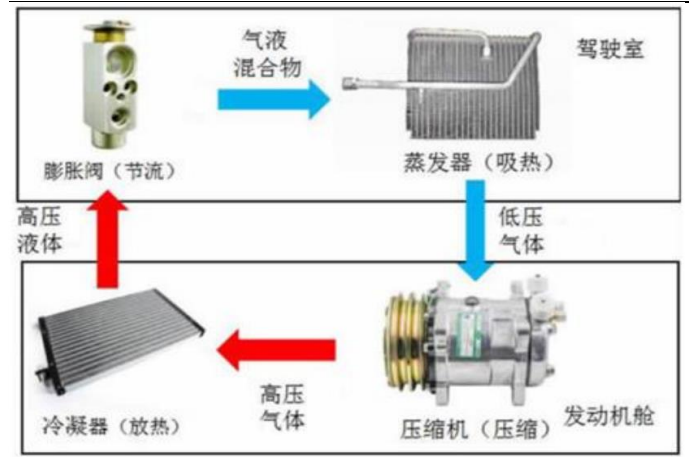 气液
混合物
驾驶室
膨胀阀（节流）
蒸发器（吸热）
高压
液体
低压
气体
高压
气体
冷凝器（放热）
压缩机（压缩）
发动机舱